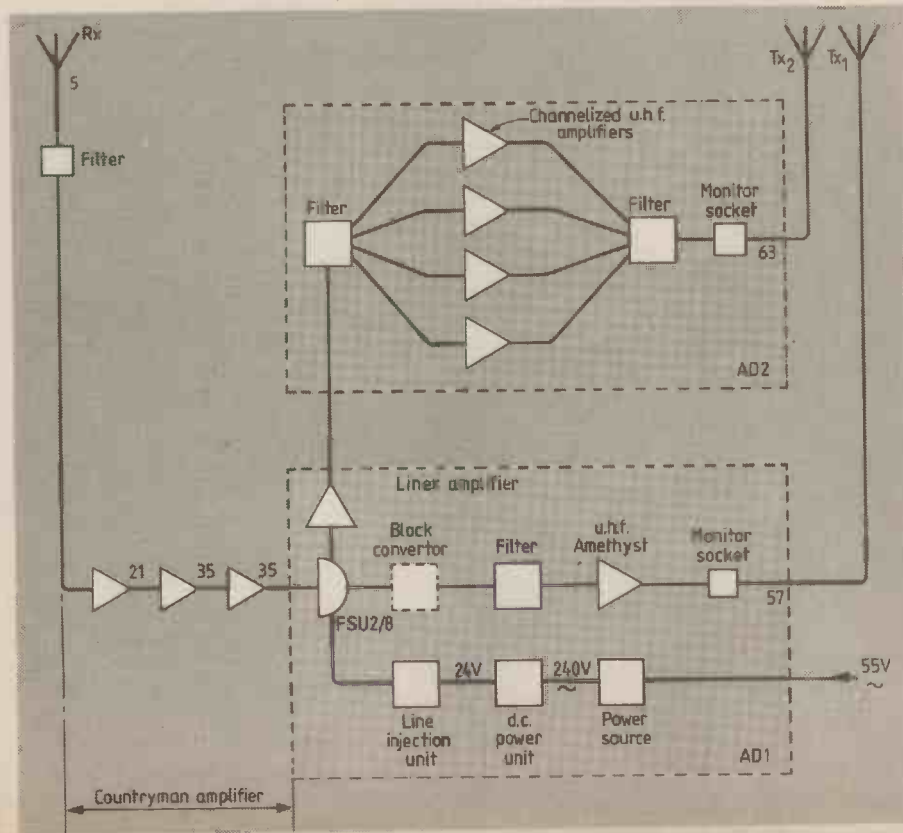 Rx
5
Filter
Tx2
Tx1
Channelized u.h.f.
amplifiers
Filter
Filter
Monitor
socket
63
AD2
Linex amplifier
Block
convertor
Filter
u.h.f.
Amethyst
Monitor
socket
57
21
35
35
FSU2/8
24V
240V
~
55V
~
Line
injection
unit
d.c.
power
unit
Power
source
AD1
Countryman amplifier